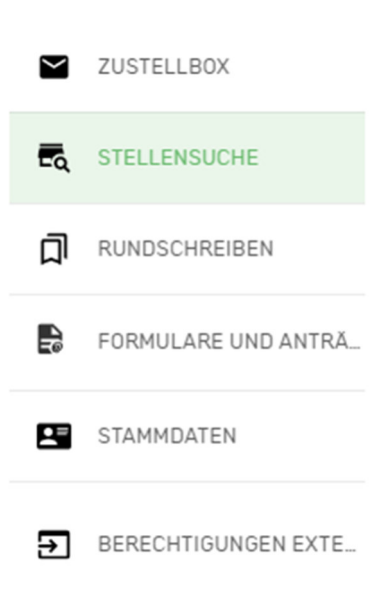 ZUSTELLBOX
STELLENSUCHE
RUNDSCHREIBEN
FORMULARE UND ANTRÄ...
STAMMDATEN
BERECHTIGUNGEN EXTE...